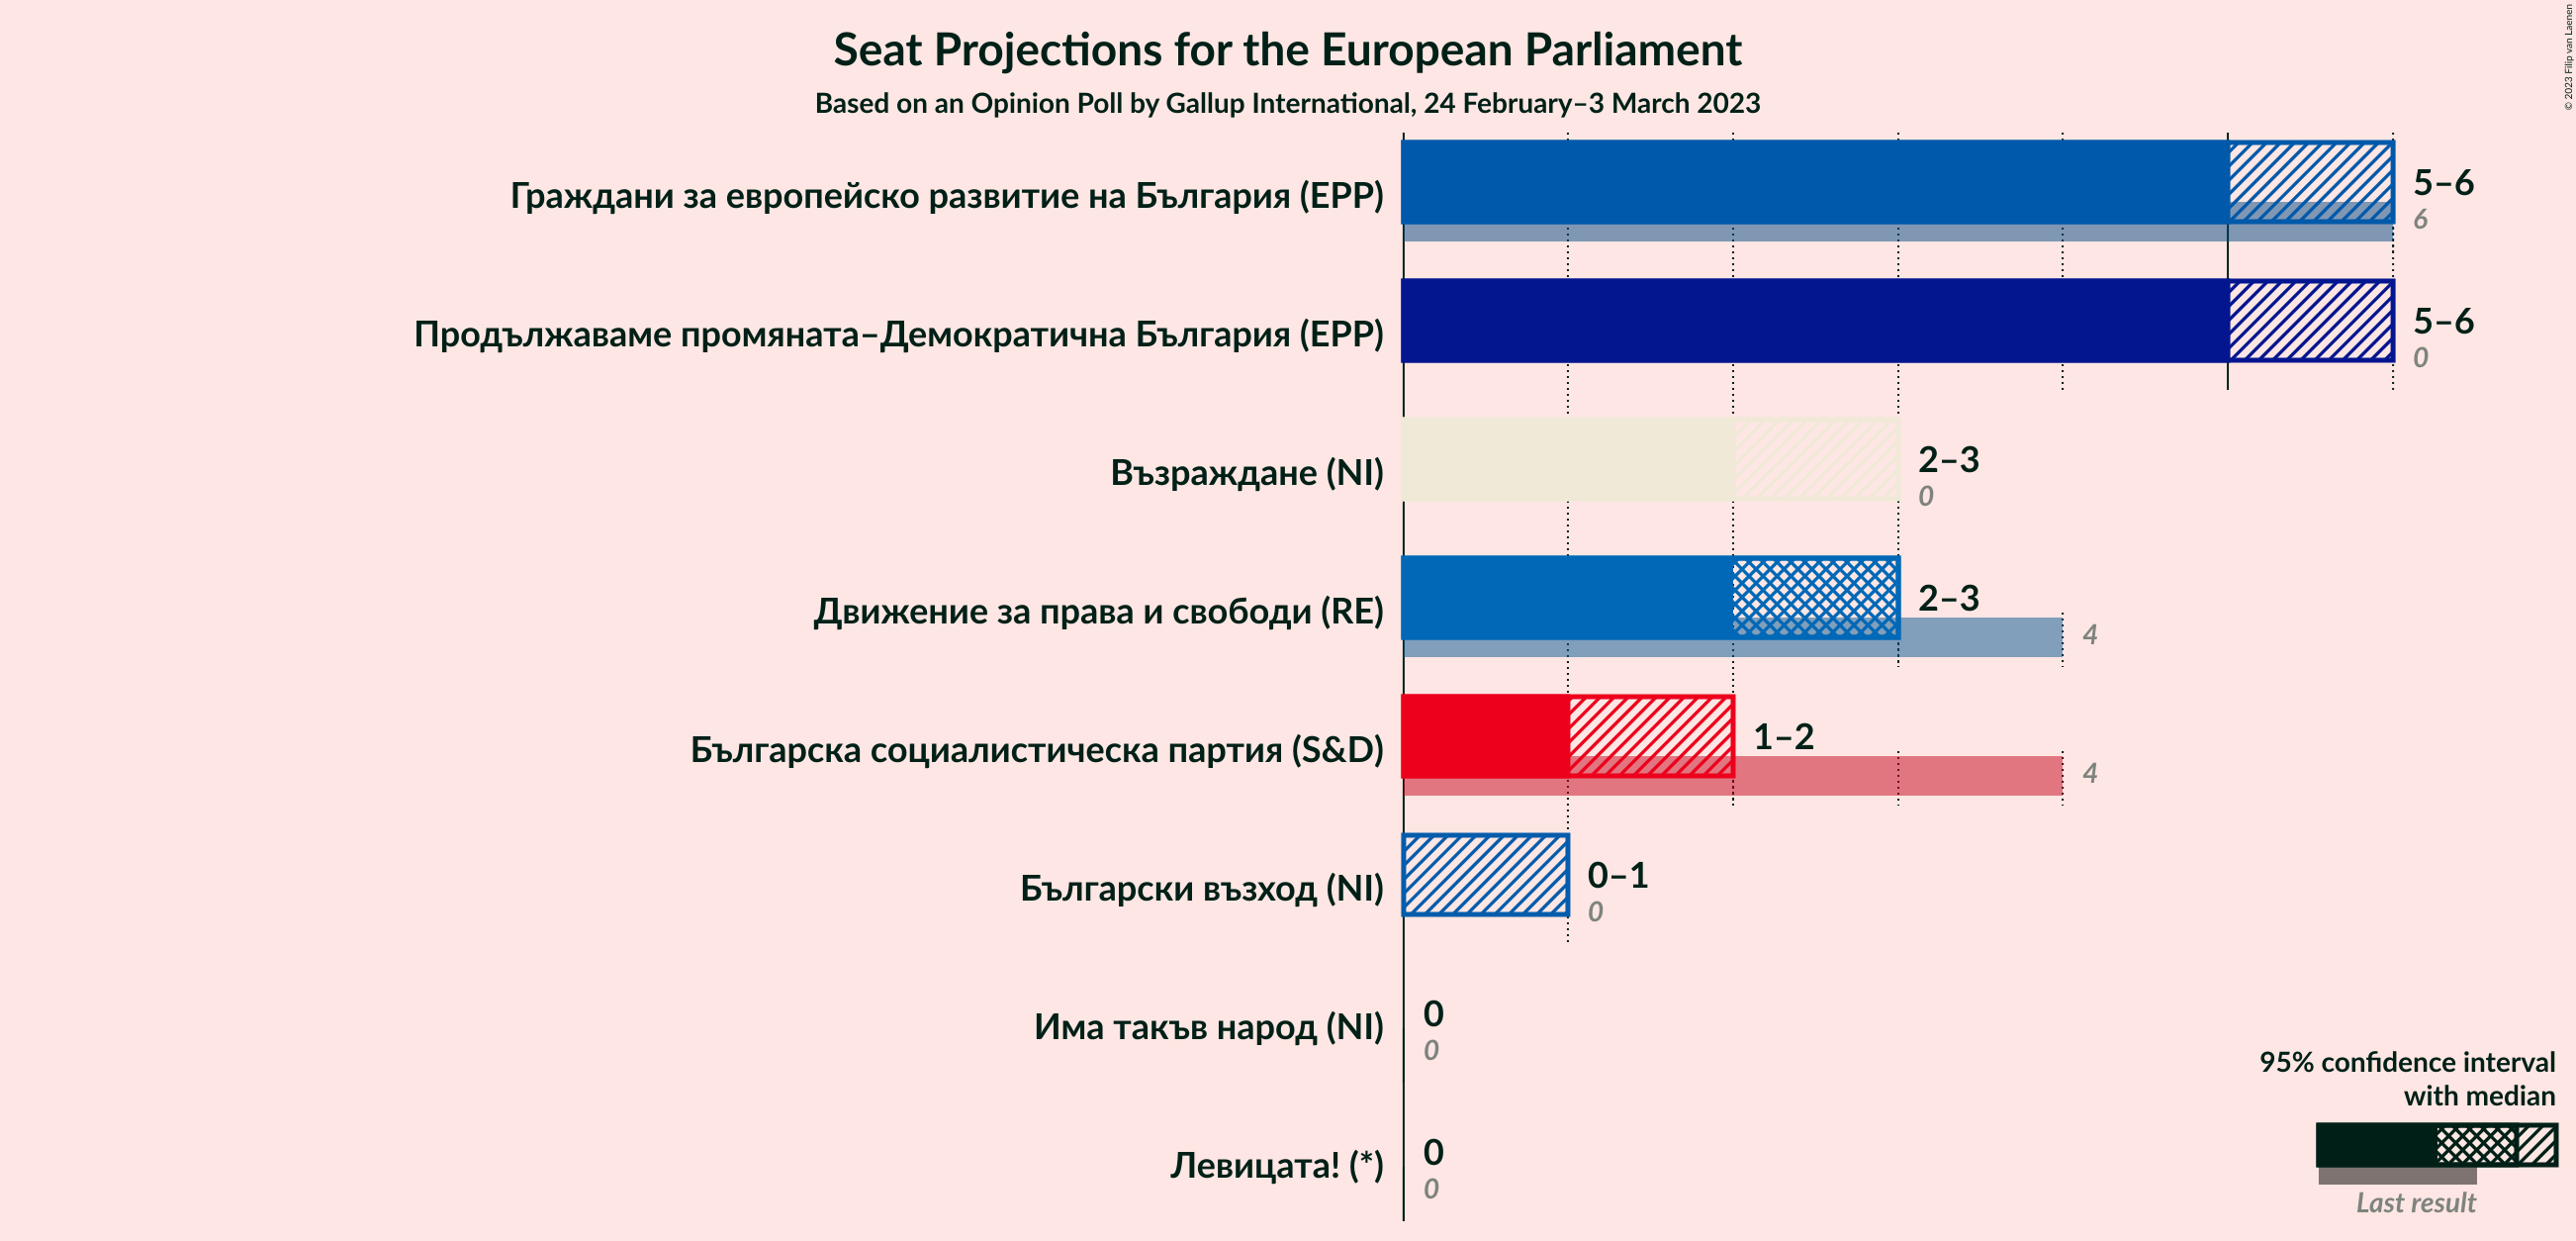 Seat Projections for the European Parliament
Based on an Opinion Poll by Gallup International, 24 February–3 March 2023
© 2023 Filip van Laenen
Граждани за европейско развитие на България (EPP)
5–6
6
Продължаваме промяната–Демократична България (EPP)
5–6
0
Възраждане (NI)
2–3
0
Движение за права и свободи (RE)
2–3
4
Българска социалистическа партия (S&D)
1–2
4
Български възход (NI)
0–1
0
Има такъв народ (NI)
0
0
Левицата! (*)
0
0
95% confidence interval
with median
Last result